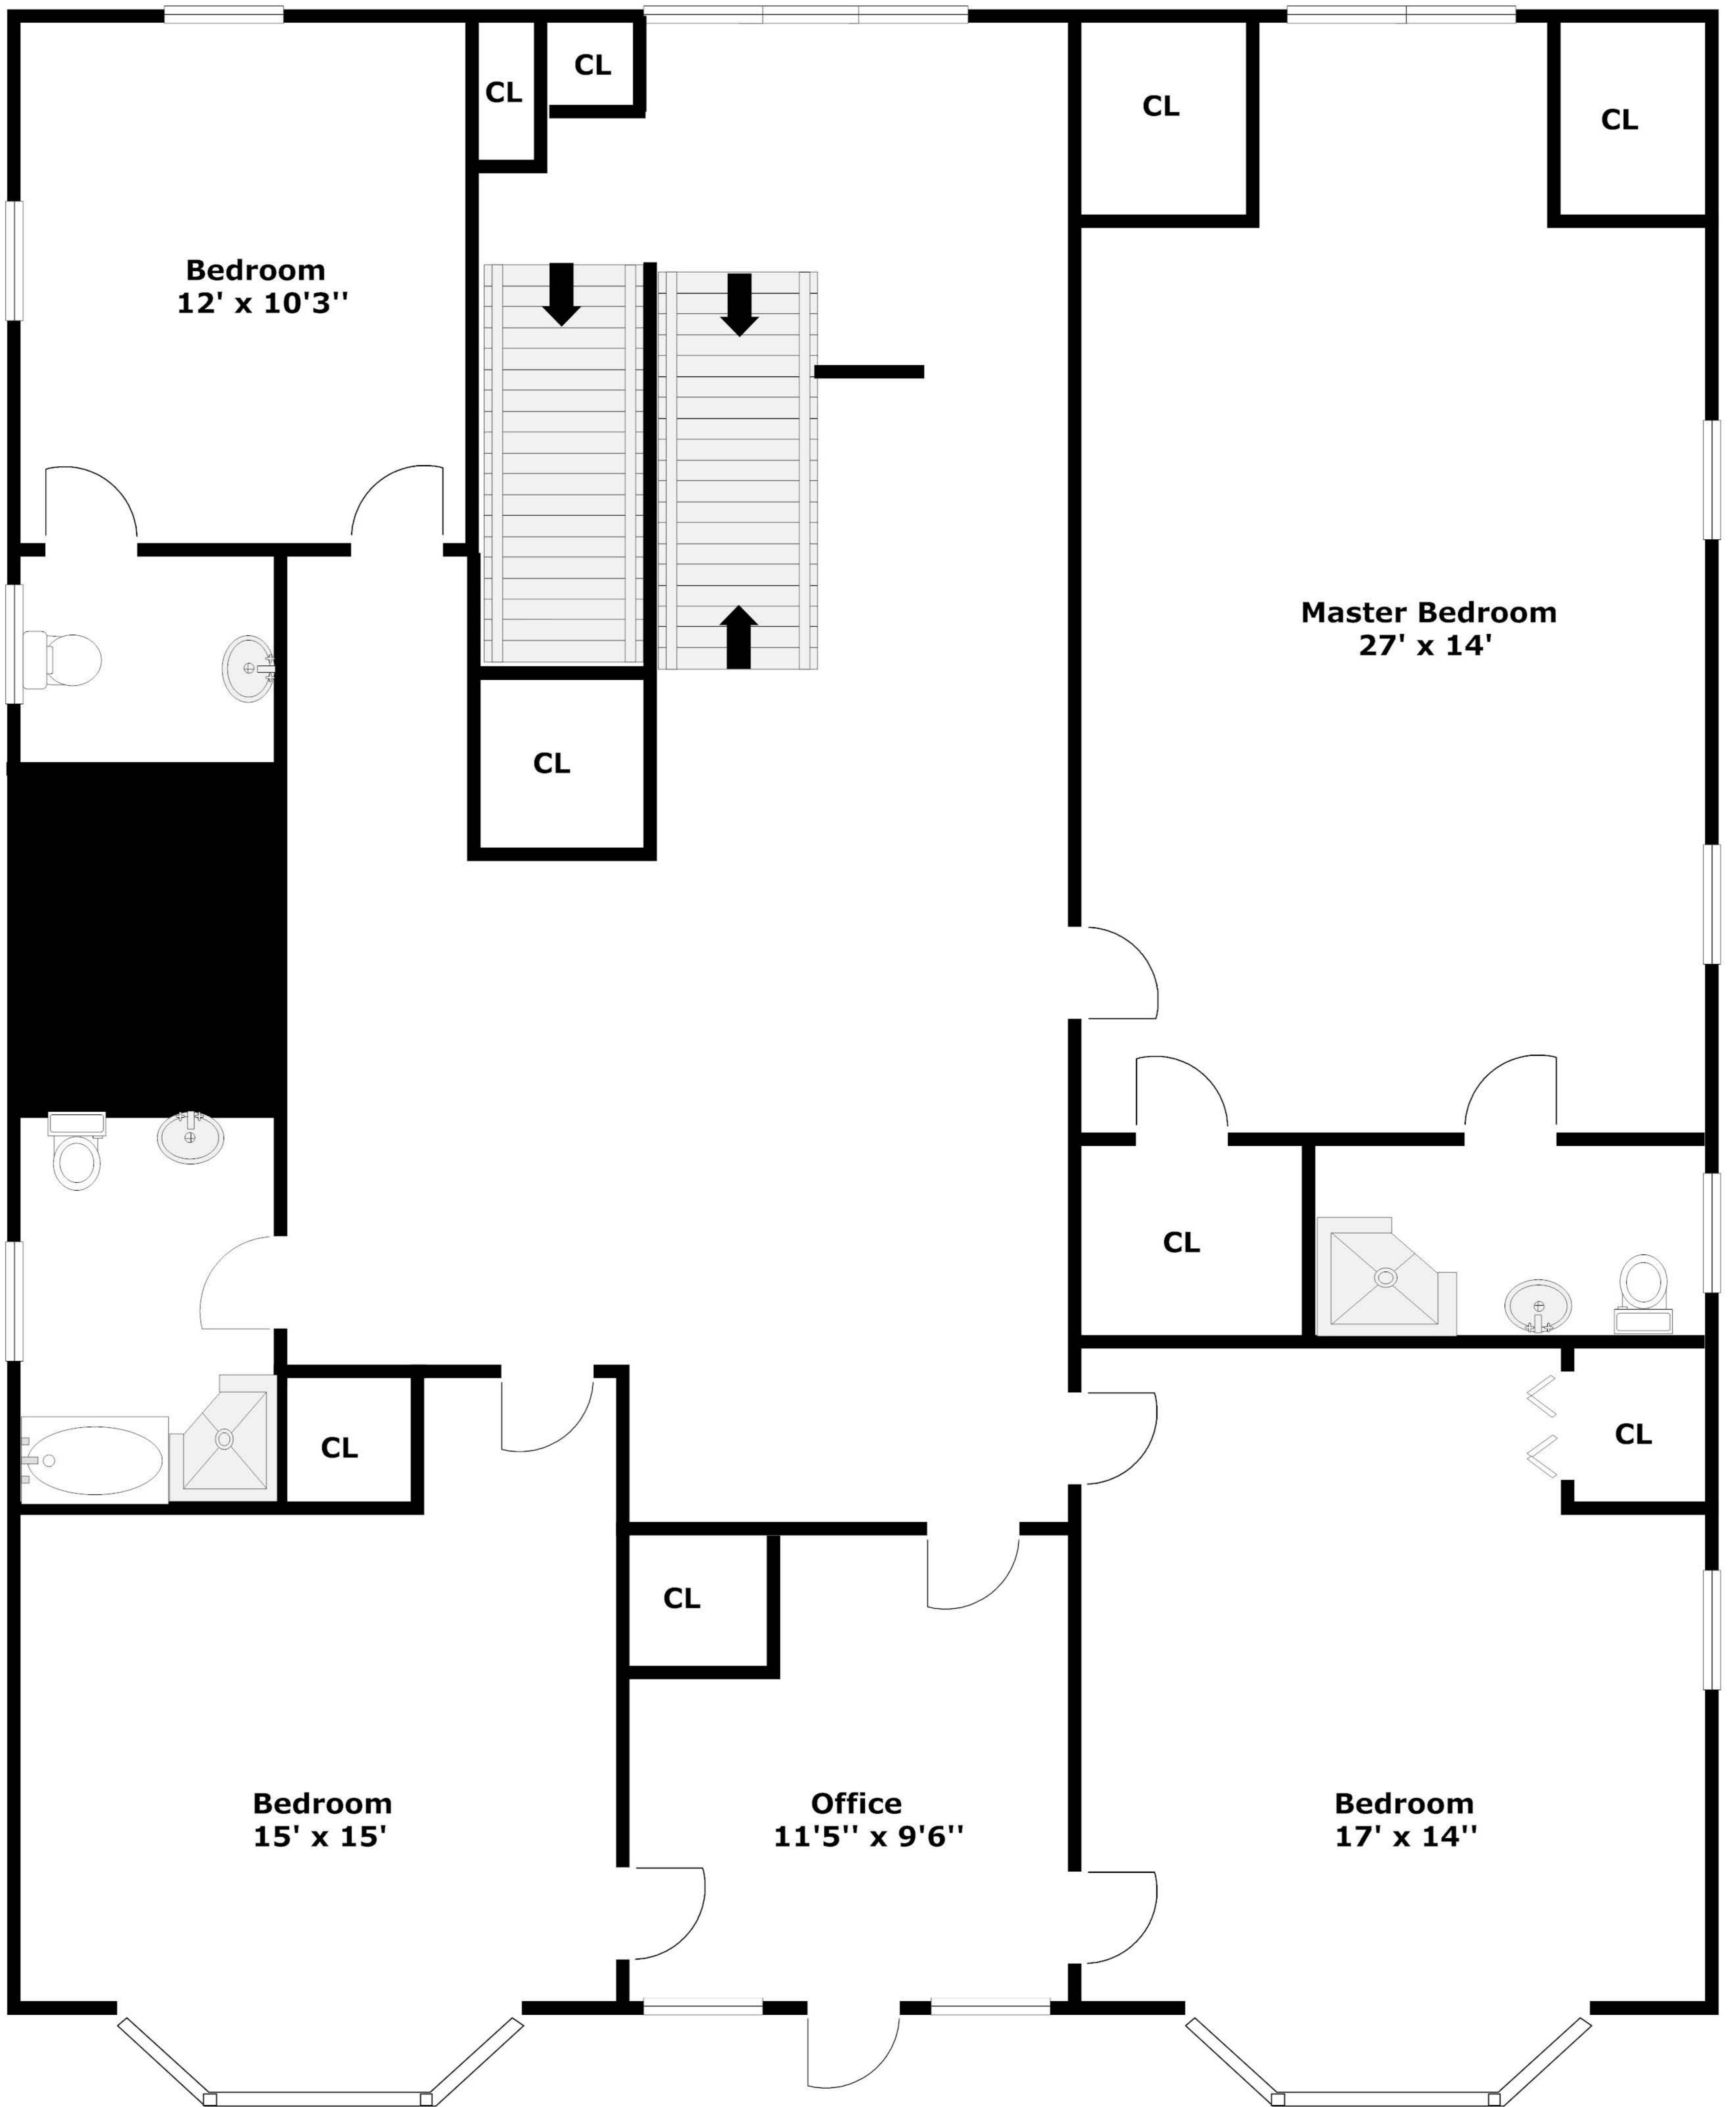 CL
CL
CL
CL
Bedroom
12' x 10'3''
Master Bedroom
27' x 14'
CL
CL
CL
CL
CL
Bedroom
15' x 15'
Office
11'5'' x 9'6''
Bedroom
17' x 14''